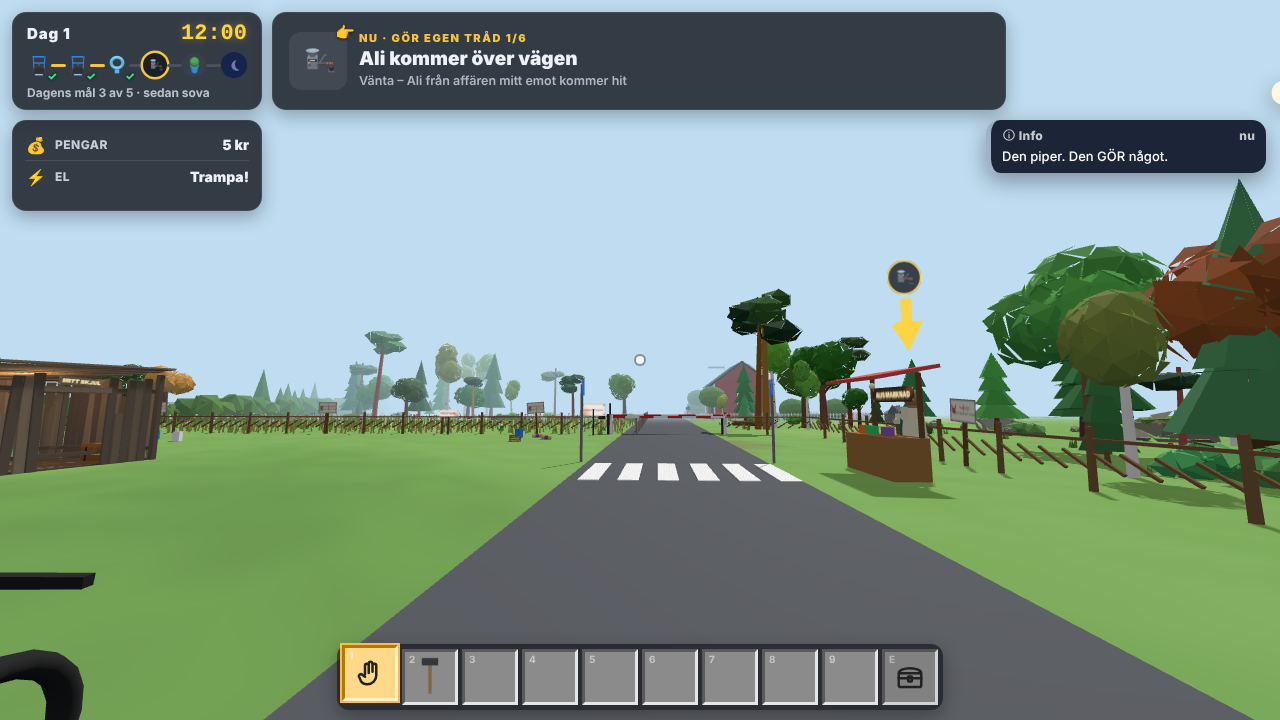 Dag 1
12:00
Dagens mål 3 av 5 · sedan sova
NU · GÖR EGEN TRÅD 1/6
Ali kommer över vägen
Vänta – Ali från affären mitt emot kommer hit
PENGAR
5 kr
EL
Trampa!
Info
nu
Den piper. Den GÖR något.
1
2
3
4
5
6
7
8
9
E